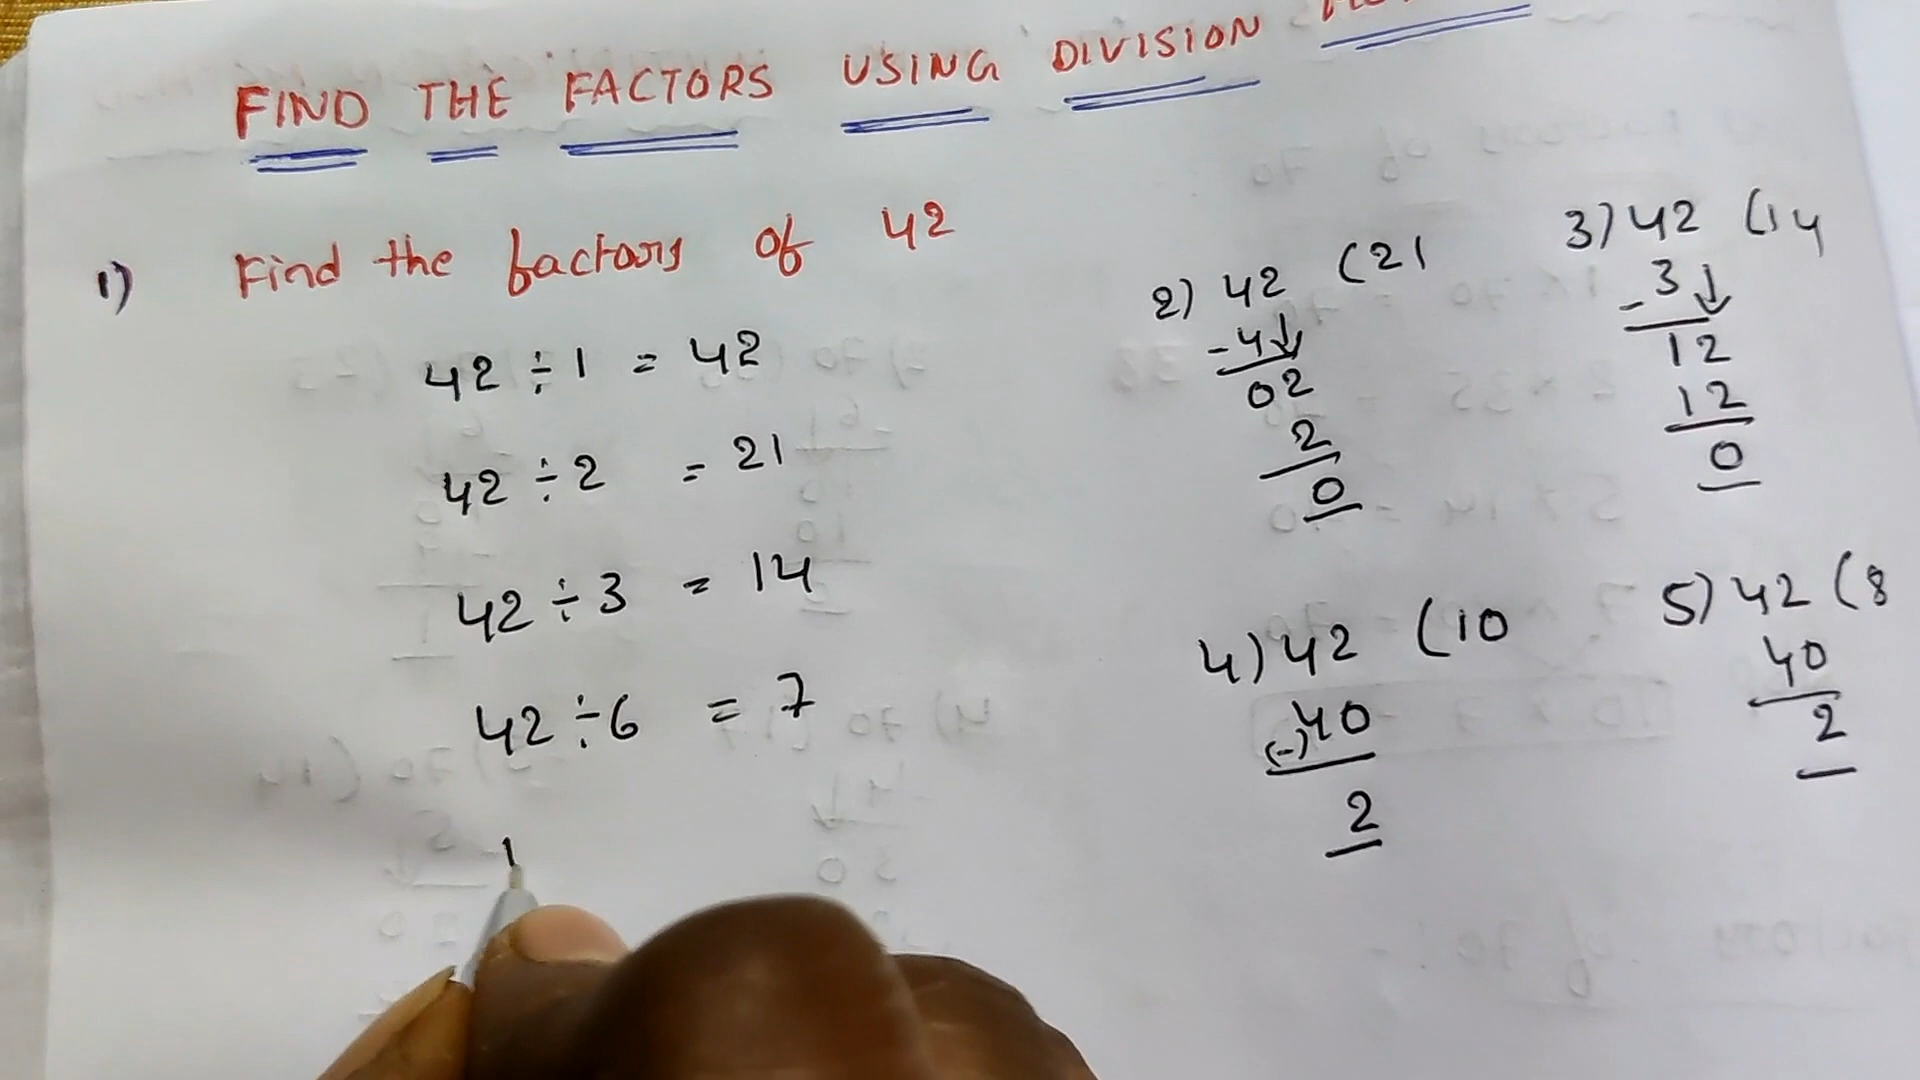 FIND THE FACTORS USING DIVISION
1) Find the factors of 42
42 ÷ 1 = 42
42 ÷ 2 = 21
42 ÷ 3 = 14
42 ÷ 6 = 7
2) 42 (21
- 4↓
02
2
0
3) 42 (14
- 3↓
12
12
0
4) 42 (10
(-) 40
2
5) 42 (8
40
2